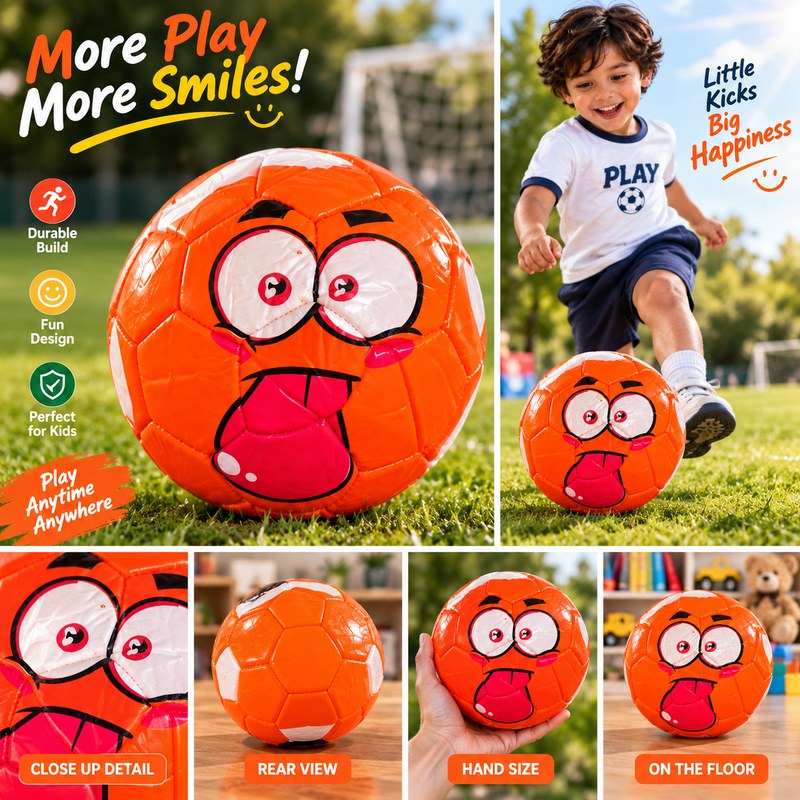 More Play
More Smiles!
Durable
Build
Fun
Design
Perfect
for Kids
Play
Anytime
Anywhere
Little
Kicks
Big
Happiness
PLAY
CLOSE UP DETAIL
REAR VIEW
HAND SIZE
ON THE FLOOR